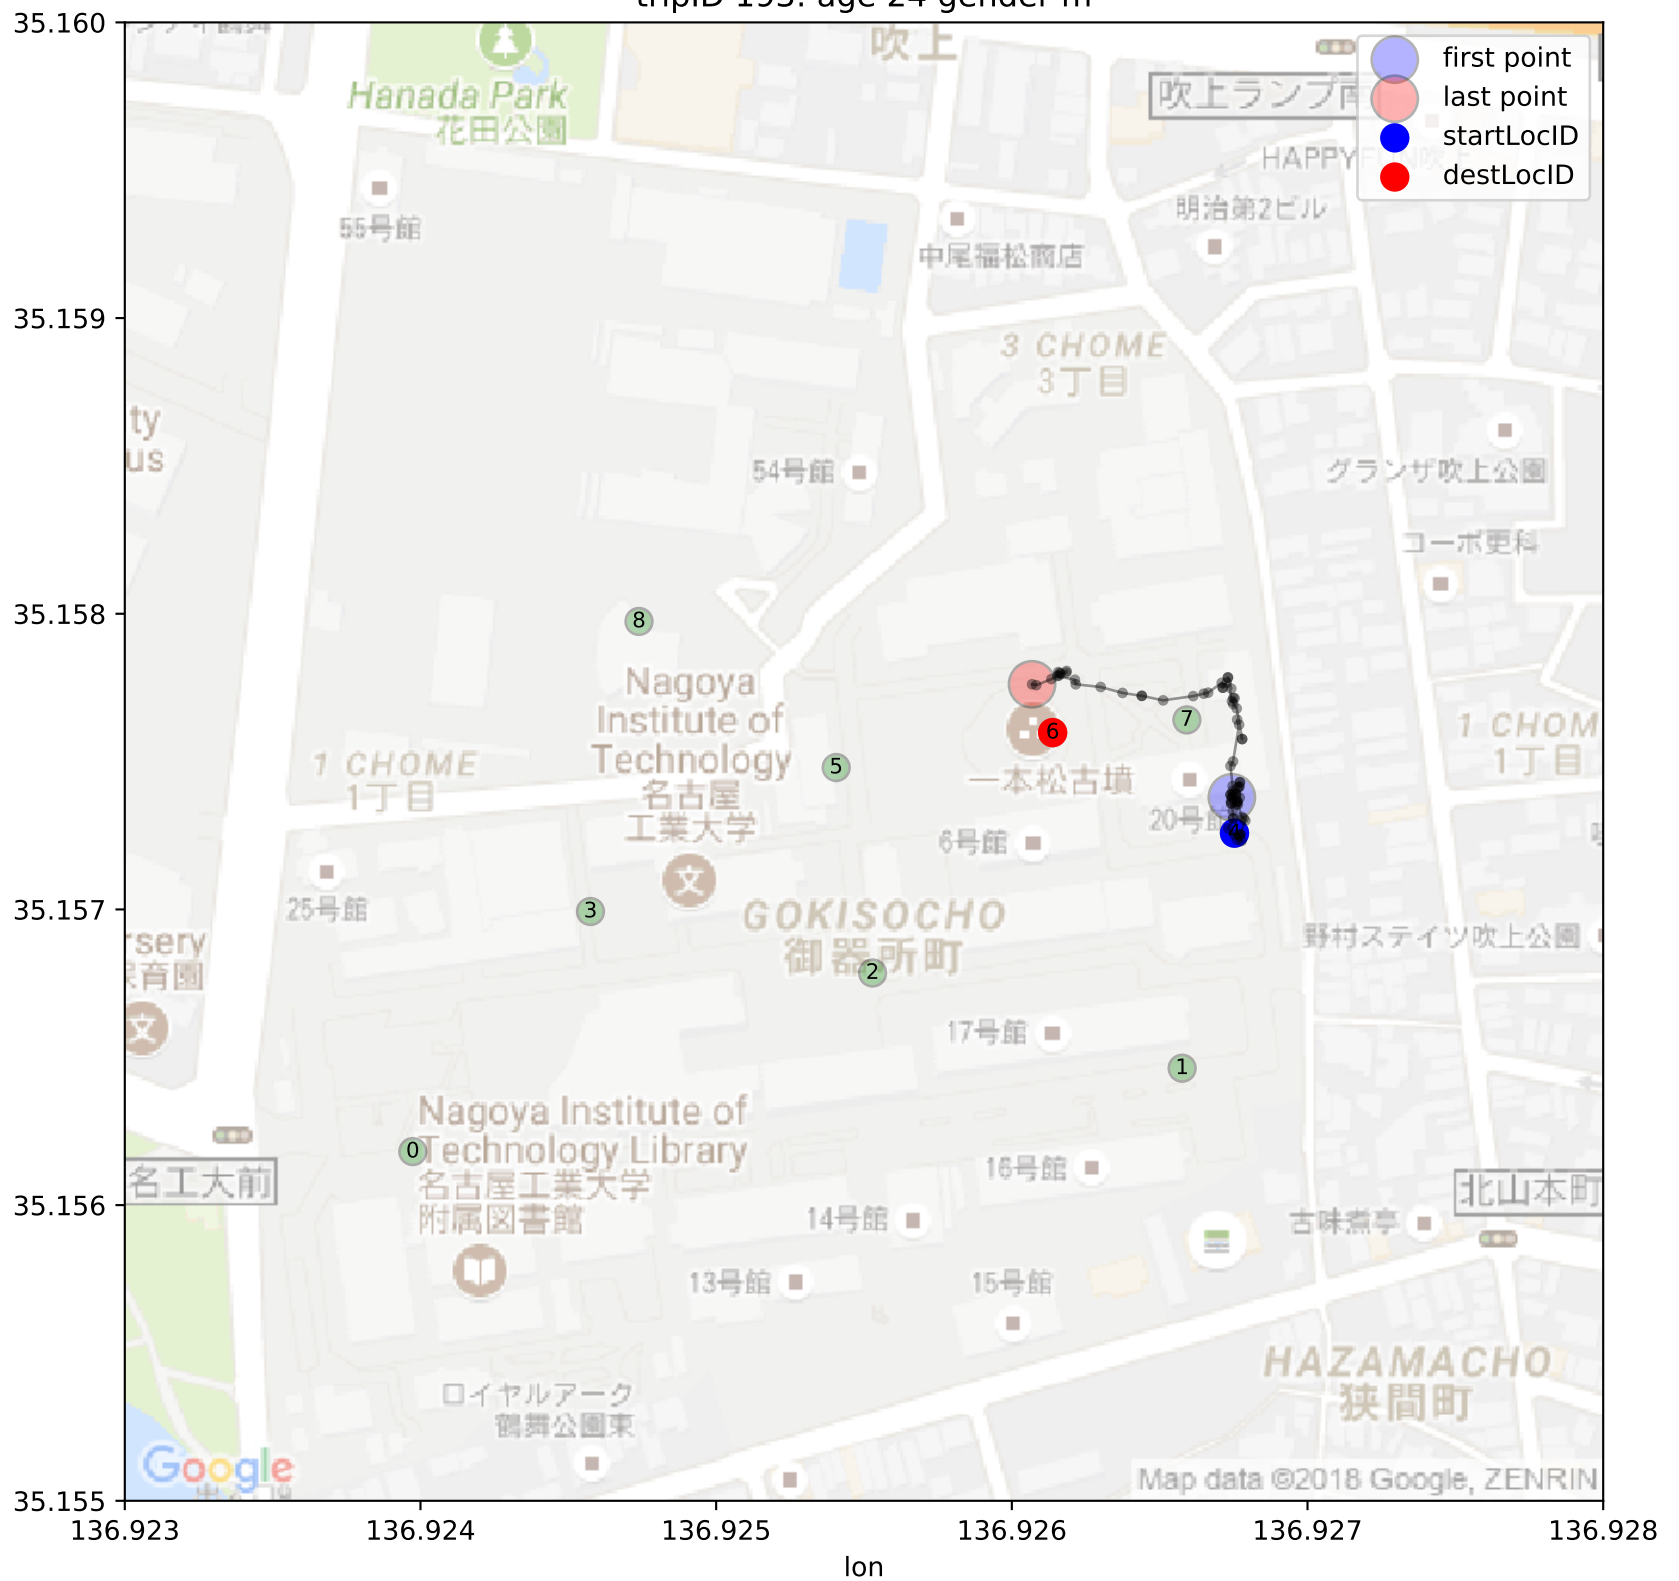 35.160
吹上
first point
last point
startLocID
destLocID
Hanada Park
花田公園
吹上ランプ南
HAPPY
明治第2ビル
55号館
中尾福松商店
35.159
3 CHOME
3丁目
ty
us
54号館
グランザ吹上公園
コーポ更科
35.158
8
Nagoya
Institute of
Technology
名古屋
工業大学
7
6
1 CHOM
1丁目
1 CHOME
1丁目
5
一本松古墳
20号館
4
6号館
35.157
25号館
3
GOKISOCHO
御器所町
野村ステイツ吹上公園
rsery
保育園
2
17号館
1
Nagoya Institute of
Technology Library
名古屋工業大学
附属図書館
0
16号館
名工大前
北山本町
35.156
14号館
古味煮亭
13号館
15号館
HAZAMACHO
狭間町
ロイヤルアーク
鶴舞公園東
Google
Map data ©2018 Google, ZENRIN
35.155
136.923
136.924
136.925
136.926
136.927
136.928
lon